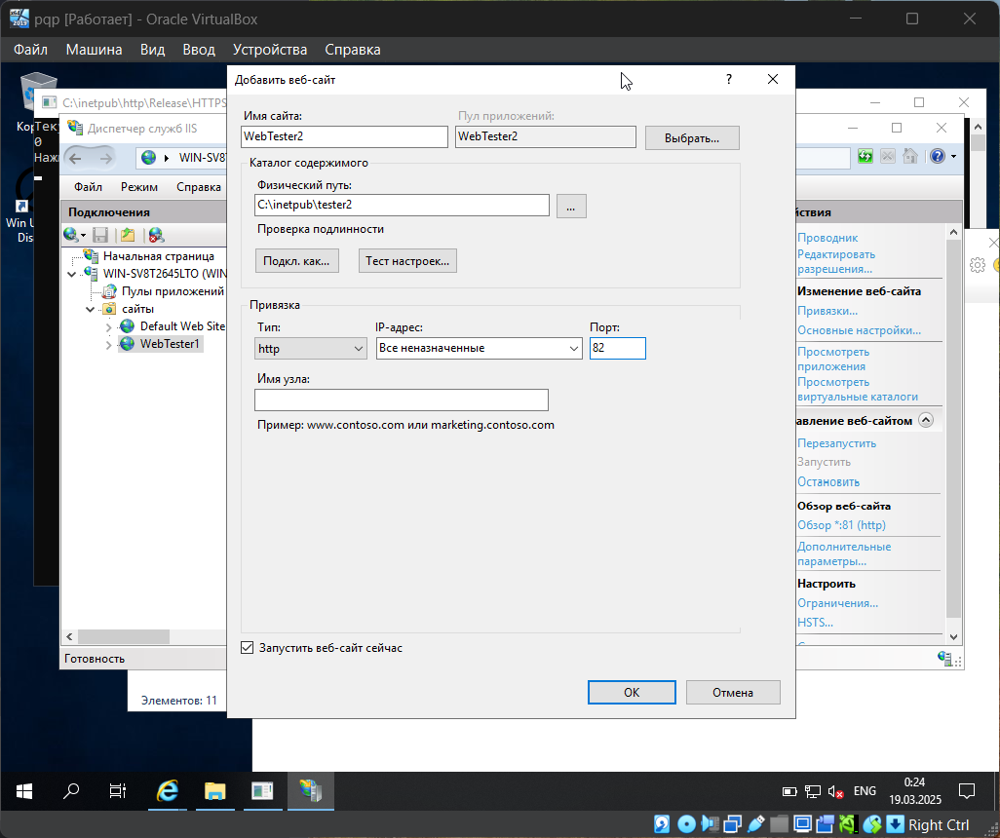 pqp [Работает] - Oracle VirtualBox
Файл Машина Вид Ввод Устройства Справка
Добавить веб-сайт
?
C:\inetpub\http\Release\HTTPS
Тек
0
Наж
Win U
Dis
Диспетчер служб IIS
WIN-SV8T
Файл Режим Справка
Подключения
Начальная страница
WIN-SV8T2645LTO (WIN
Пулы приложений
сайты
Default Web Site
WebTester1
Готовность
Элементов: 11
Имя сайта:
Пул приложений:
WebTester2
WebTester2
Выбрать...
Каталог содержимого
Физический путь:
C:\inetpub\tester2
...
Проверка подлинности
Подкл. как...
Тест настроек...
Привязка
Тип:
IP-адрес:
Порт:
http
Все неназначенные
82
Имя узла:
Пример: www.contoso.com или marketing.contoso.com
Запустить веб-сайт сейчас
OK
Отмена
йствия
Проводник
Редактировать
разрешения...
Изменение веб-сайта
Привязки...
Основные настройки...
Просмотреть
приложения
Просмотреть
виртуальные каталоги
авление веб-сайтом
Перезапустить
Запустить
Остановить
Обзор веб-сайта
Обзор *:81 (http)
Дополнительные
параметры...
Настроить
Ограничения...
HSTS...
ENG
0:24
19.03.2025
Right Ctrl